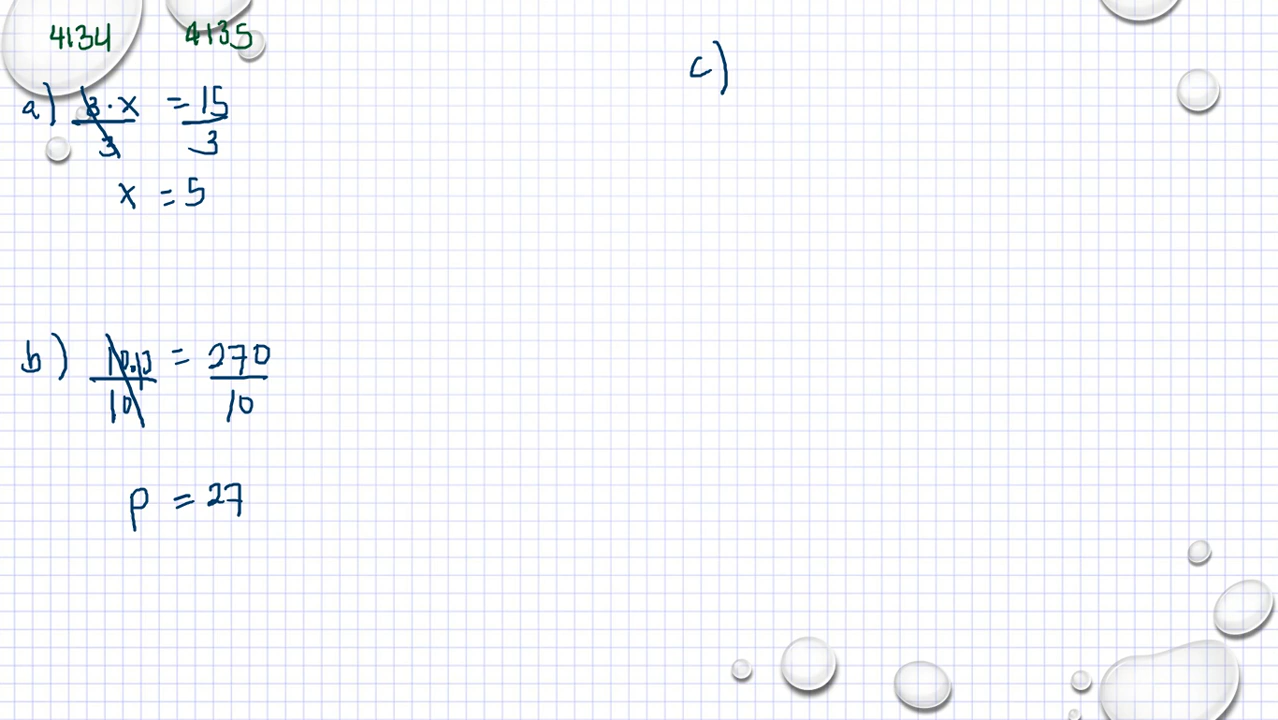 4134 4135
a) 3·x = 15
3 3
x = 5
b) 10·p = 270
10 10
p = 27
c)